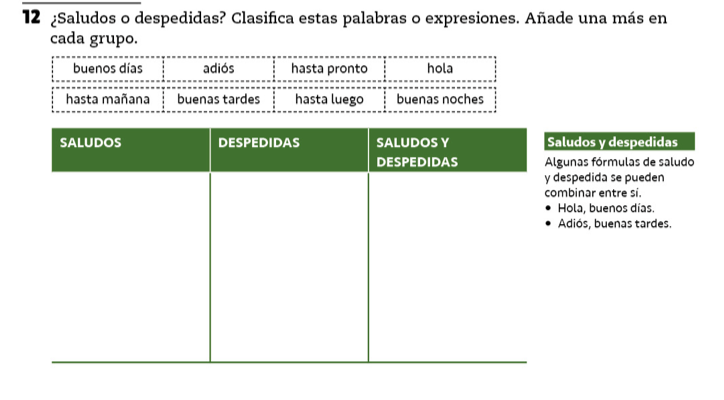 12 ¿Saludos o despedidas? Clasifica estas palabras o expresiones. Añade una más en
cada grupo.
buenos días adiós hasta pronto hola
hasta mañana buenas tardes hasta luego buenas noches
SALUDOS DESPEDIDAS SALUDOS Y
DESPEDIDAS
Saludos y despedidas
Algunas fórmulas de saludo
y despedida se pueden
combinar entre sí.
• Hola, buenos días.
• Adiós, buenas tardes.